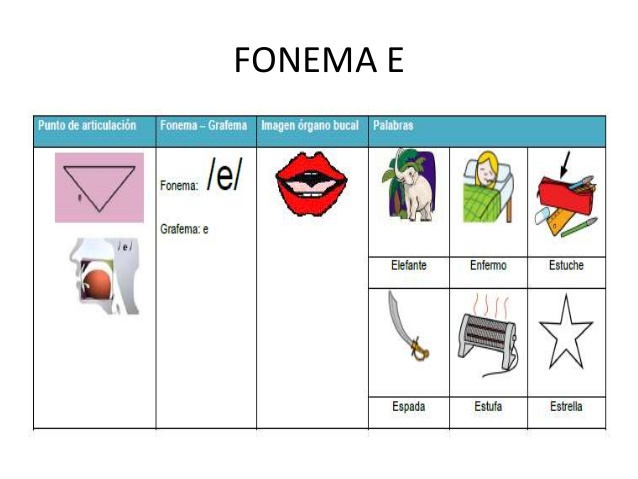 FONEMA E
Punto de articulación Fonema – Grafema Imagen órgano bucal Palabras
e
/e/
Fonema: /e/
Grafema: e
Elefante Enfermo Estuche
Espada Estufa Estrella